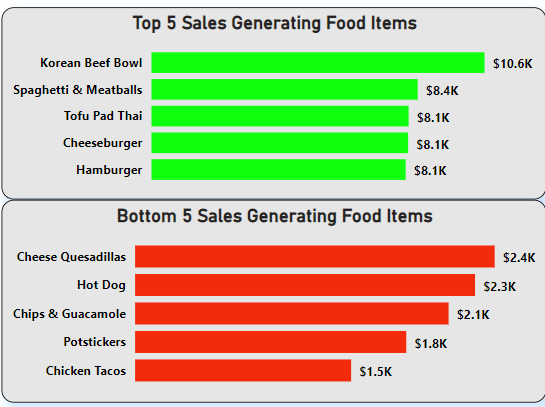 Top 5 Sales Generating Food Items
Korean Beef Bowl $10.6K
Spaghetti & Meatballs $8.4K
Tofu Pad Thai $8.1K
Cheeseburger $8.1K
Hamburger $8.1K
Bottom 5 Sales Generating Food Items
Cheese Quesadillas $2.4K
Hot Dog $2.3K
Chips & Guacamole $2.1K
Potstickers $1.8K
Chicken Tacos $1.5K